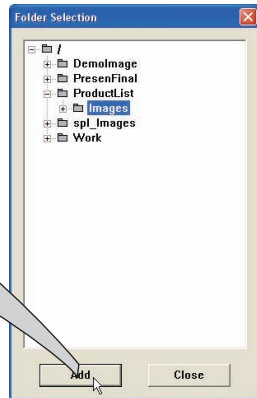 Folder Selection
/
DemoImage
PresenFinal
ProductList
Images
spl_Images
Work
Add
Close